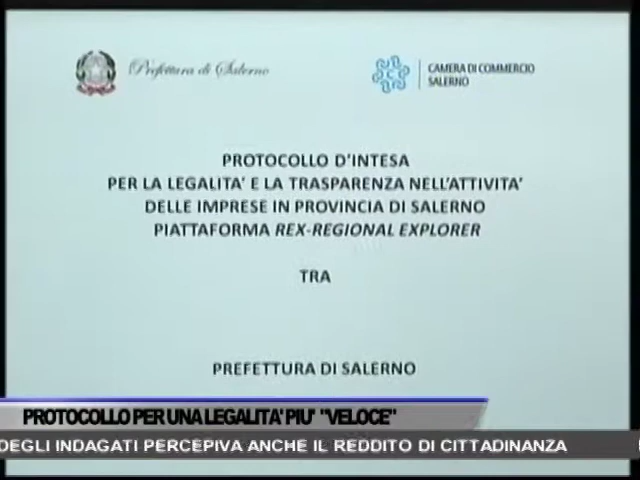 Prefettura di Salerno
CAMERA DI COMMERCIO
SALERNO
PROTOCOLLO D'INTESA
PER LA LEGALITA' E LA TRASPARENZA NELL'ATTIVITA'
DELLE IMPRESE IN PROVINCIA DI SALERNO
PIATTAFORMA REX-REGIONAL EXPLORER
TRA
PREFETTURA DI SALERNO
PROTOCOLLO PER UNA LEGALITA' PIU' "VELOCE"
DEGLI INDAGATI PERCEPIVA ANCHE IL REDDITO DI CITTADINANZA